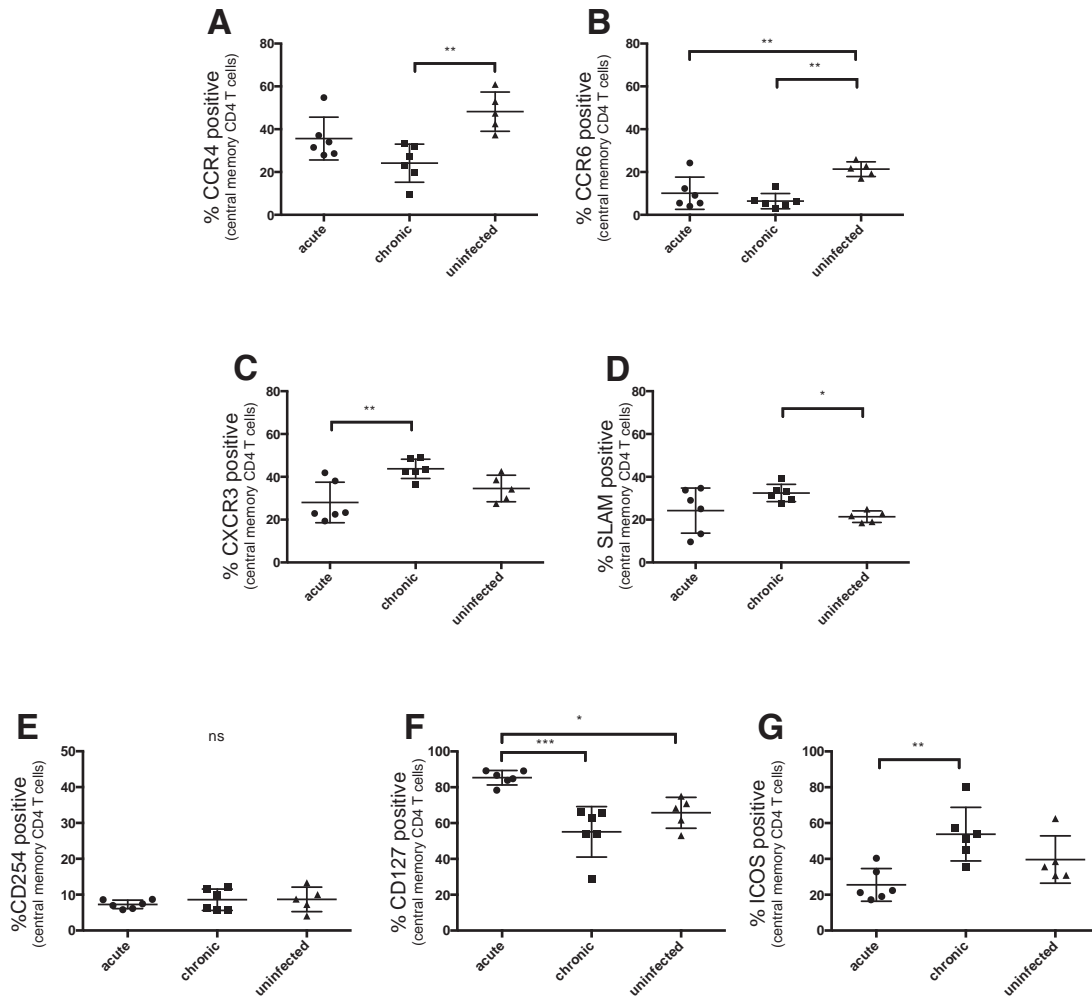 A
% CCR4 positive
(central memory CD4 T cells)
80
60
40
20
0
**
acute
chronic
uninfected
B
% CCR6 positive
(central memory CD4 T cells)
80
60
40
20
0
**
**
acute
chronic
uninfected
C
% CXCR3 positive
(central memory CD4 T cells)
80
60
40
20
0
**
acute
chronic
uninfected
D
% SLAM positive
(central memory CD4 T cells)
80
60
40
20
0
*
acute
chronic
uninfected
E
%CD254 positive
(central memory CD4 T cells)
50
40
30
20
10
0
ns
acute
chronic
uninfected
F
% CD127 positive
(central memory CD4 T cells)
100
80
60
40
20
0
*
***
acute
chronic
uninfected
G
% ICOS positive
(central memory CD4 T cells)
100
80
60
40
20
0
**
acute
chronic
uninfected